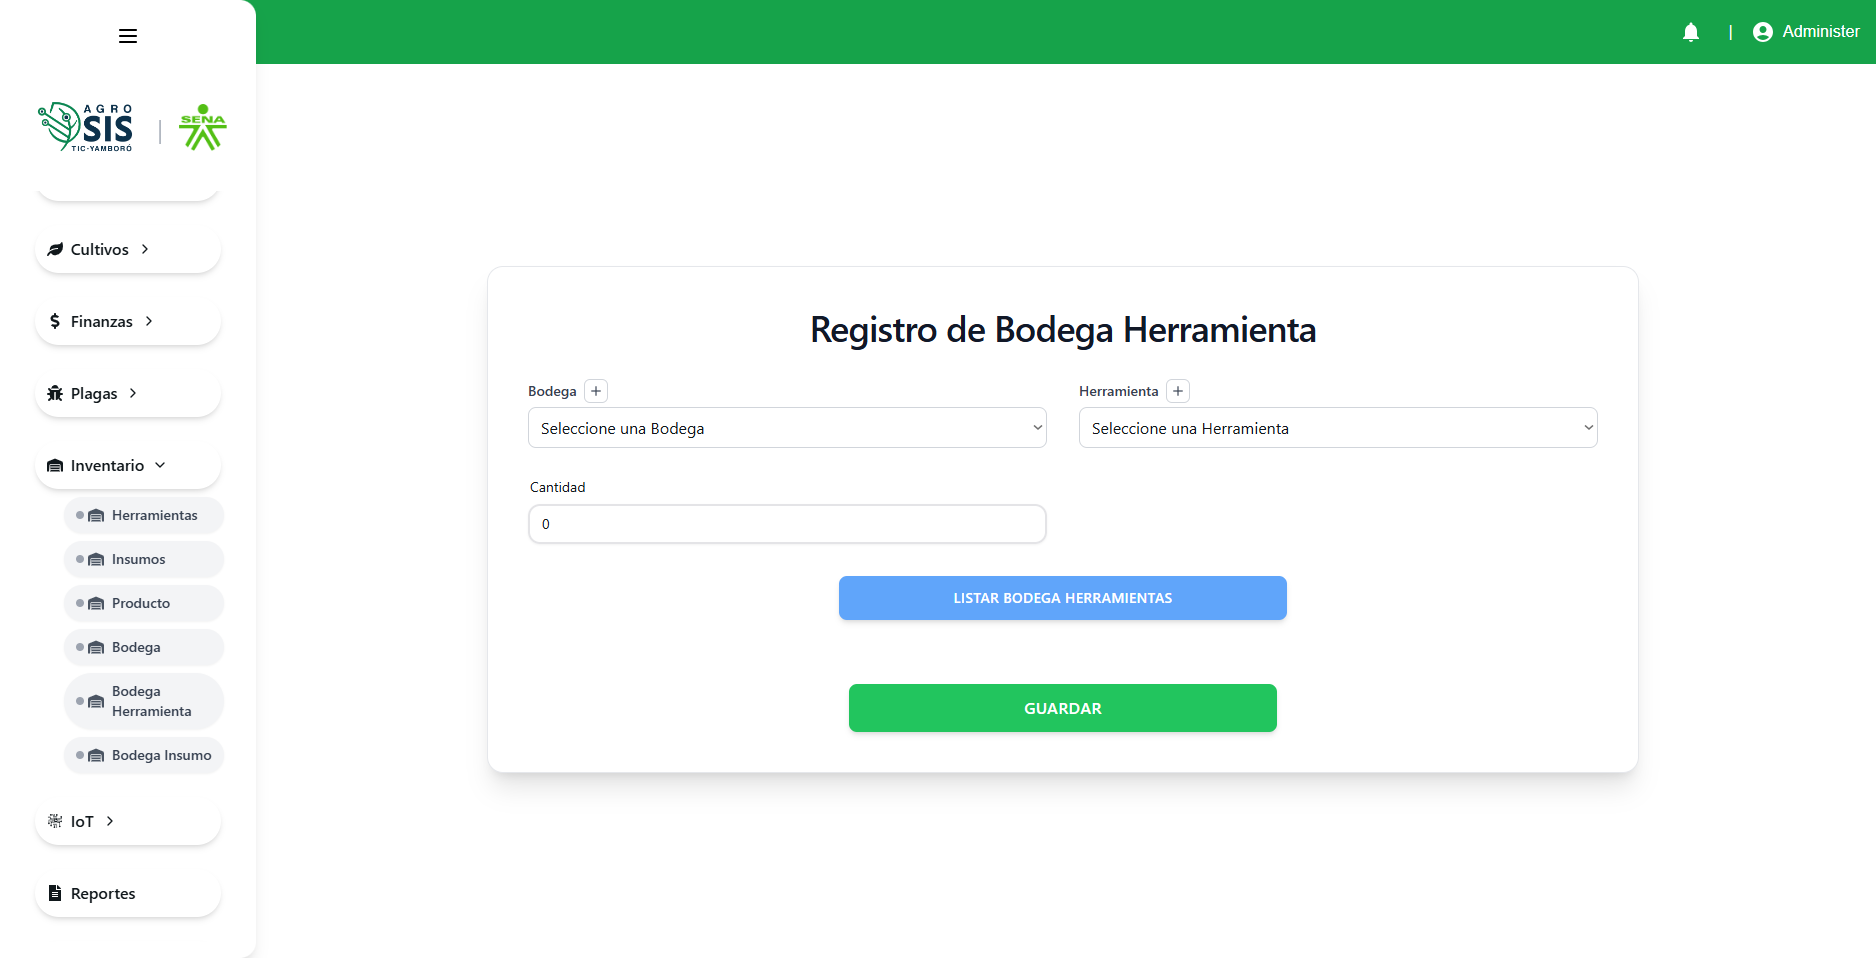 | Administer
AGRO
SIS
TIC-YAMBORÓ
SENA
Cultivos
Finanzas
Plagas
Inventario
Herramientas
Insumos
Producto
Bodega
Bodega
Herramienta
Bodega Insumo
IoT
Reportes
Registro de Bodega Herramienta
Bodega +
Herramienta +
Seleccione una Bodega
Seleccione una Herramienta
Cantidad
0
LISTAR BODEGA HERRAMIENTAS
GUARDAR